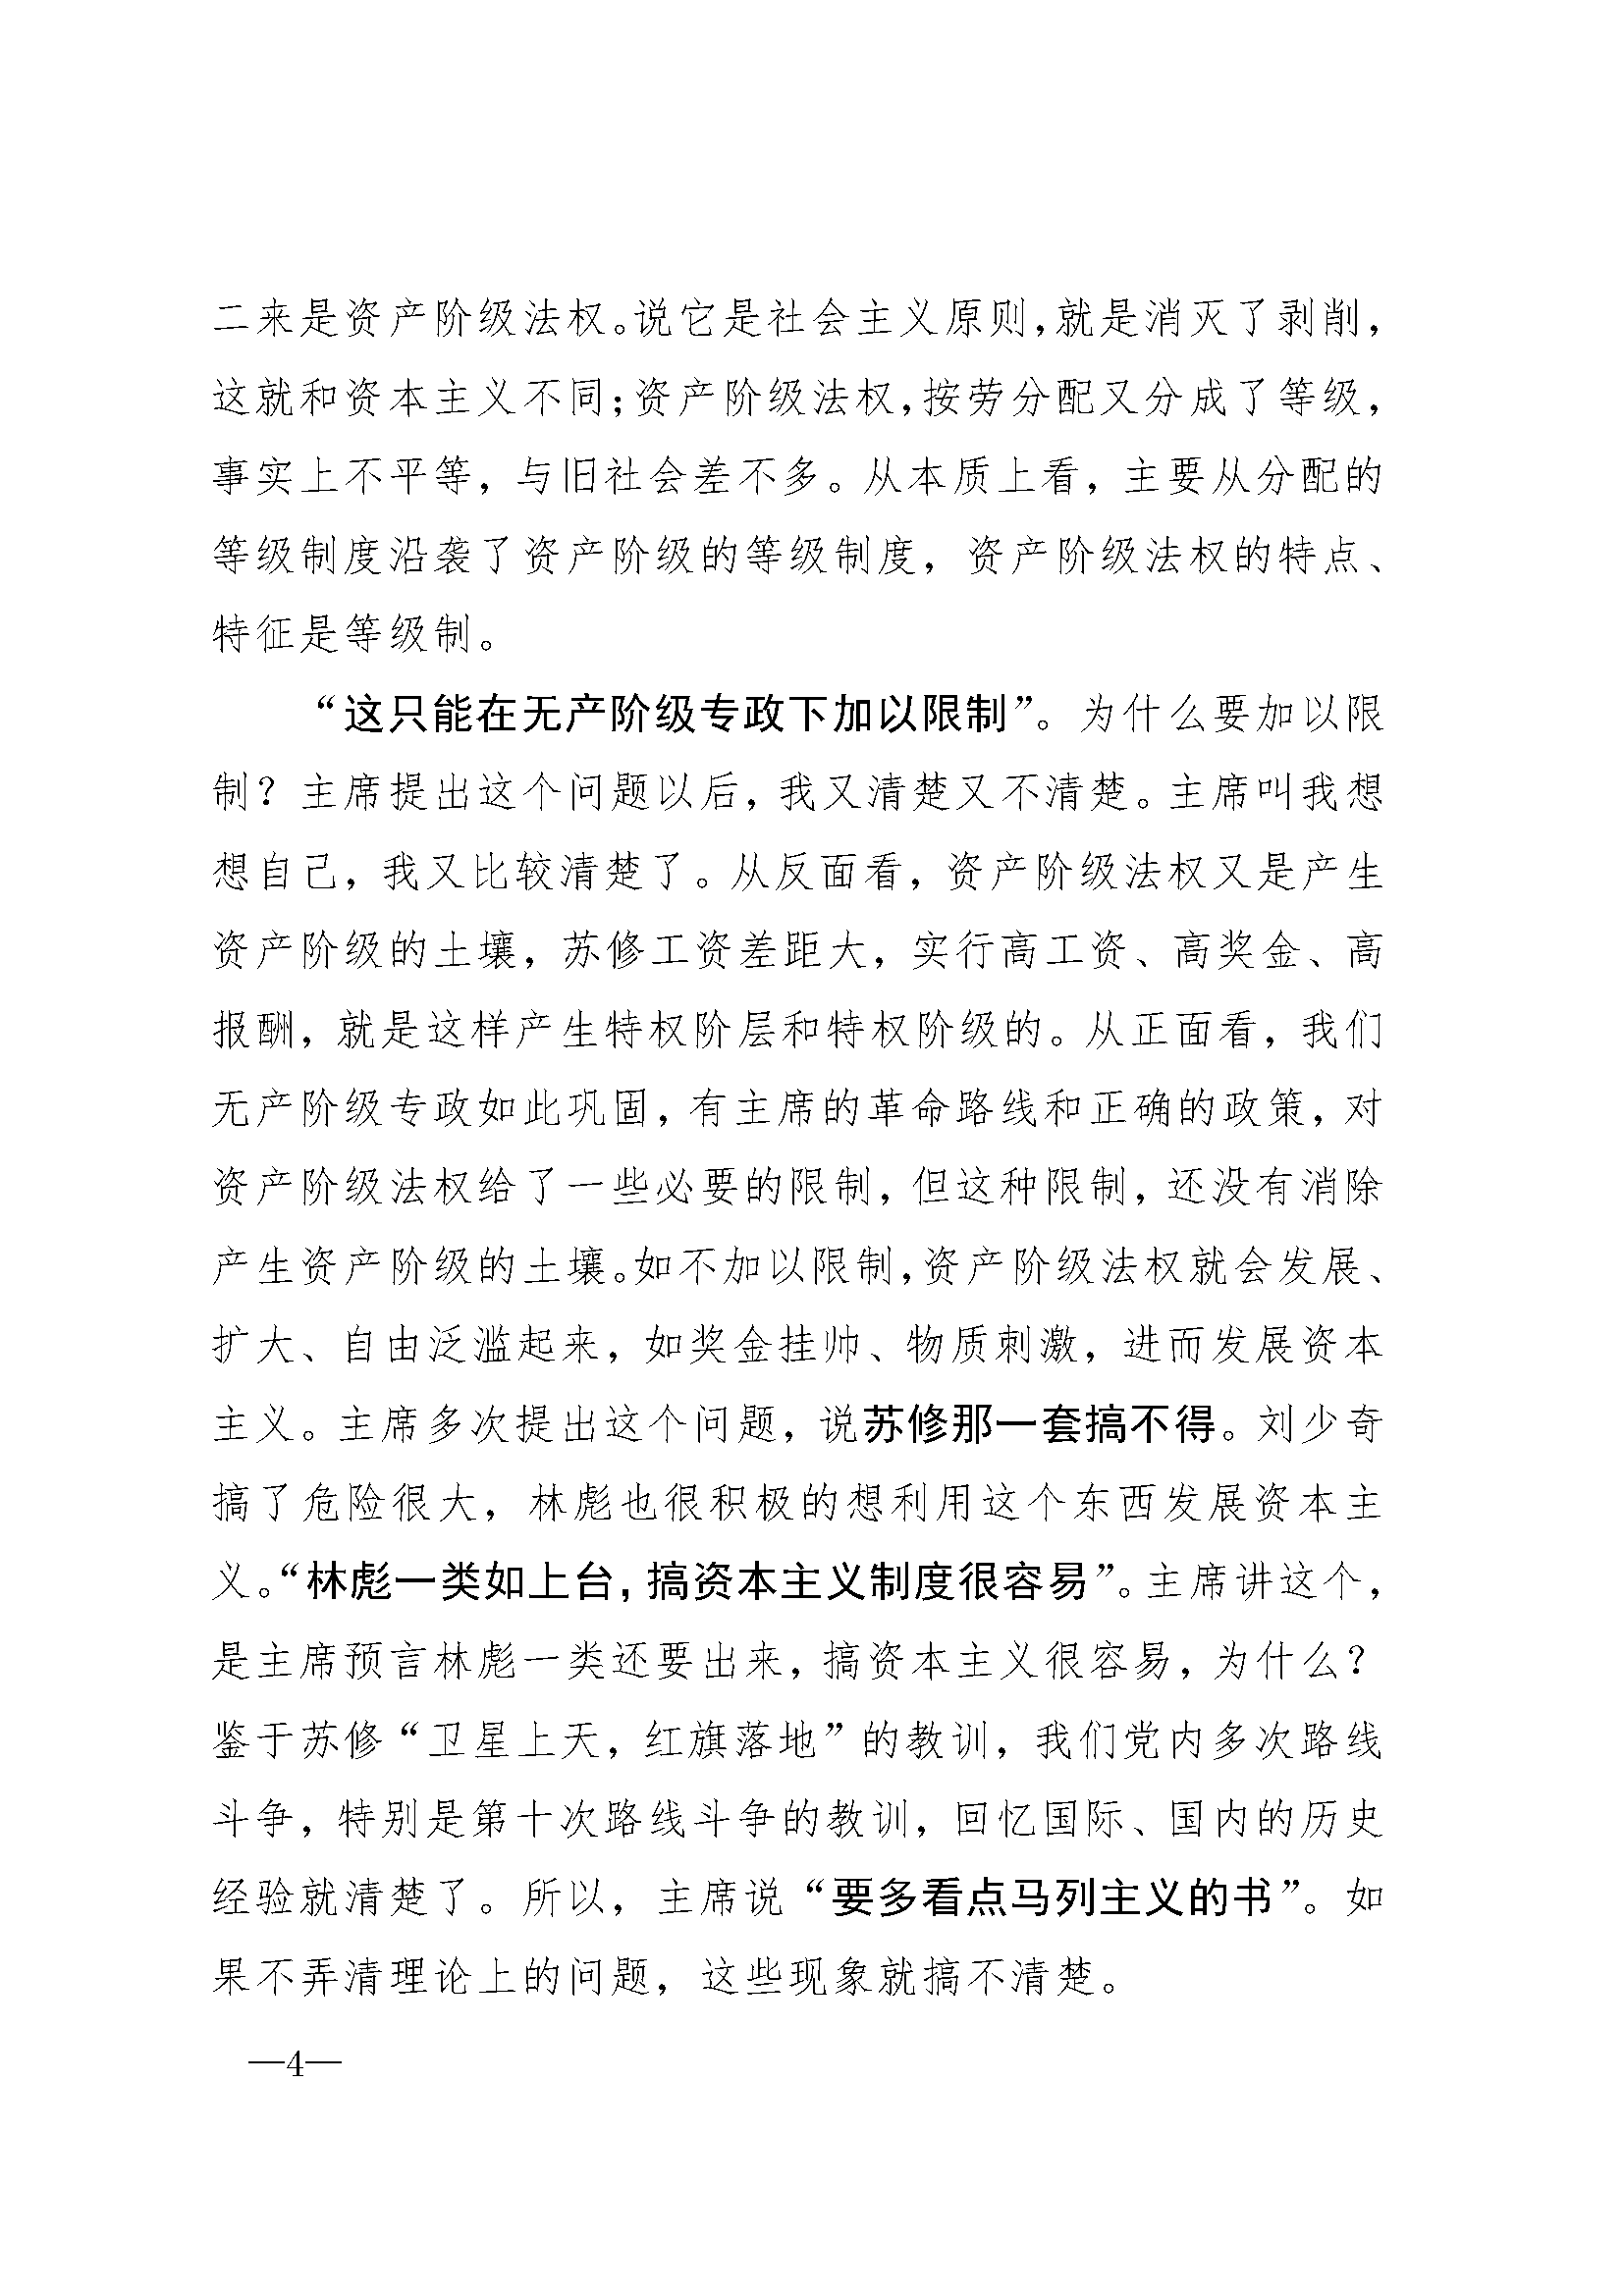 二来是资产阶级法权。说它是社会主义原则，就是消灭了剥削，
这就和资本主义不同；资产阶级法权，按劳分配又分成了等级，
事实上不平等，与旧社会差不多。从本质上看，主要从分配的
等级制度沿袭了资产阶级的等级制度，资产阶级法权的特点、
特征是等级制。
“这只能在无产阶级专政下加以限制”。为什么要加以限
制？主席提出这个问题以后，我又清楚又不清楚。主席叫我想
想自己，我又比较清楚了。从反面看，资产阶级法权又是产生
资产阶级的土壤，苏修工资差距大，实行高工资、高奖金、高
报酬，就是这样产生特权阶层和特权阶级的。从正面看，我们
无产阶级专政如此巩固，有主席的革命路线和正确的政策，对
资产阶级法权给了一些必要的限制，但这种限制，还没有消除
产生资产阶级的土壤。如不加以限制，资产阶级法权就会发展、
扩大、自由泛滥起来，如奖金挂帅、物质刺激，进而发展资本
主义。主席多次提出这个问题，说苏修那一套搞不得。刘少奇
搞了危险很大，林彪也很积极的想利用这个东西发展资本主
义。“林彪一类如上台，搞资本主义制度很容易”。主席讲这个，
是主席预言林彪一类还要出来，搞资本主义很容易，为什么？
鉴于苏修“卫星上天，红旗落地”的教训，我们党内多次路线
斗争，特别是第十次路线斗争的教训，回忆国际、国内的历史
经验就清楚了。所以，主席说“要多看点马列主义的书”。如
果不弄清理论上的问题，这些现象就搞不清楚。
—4—